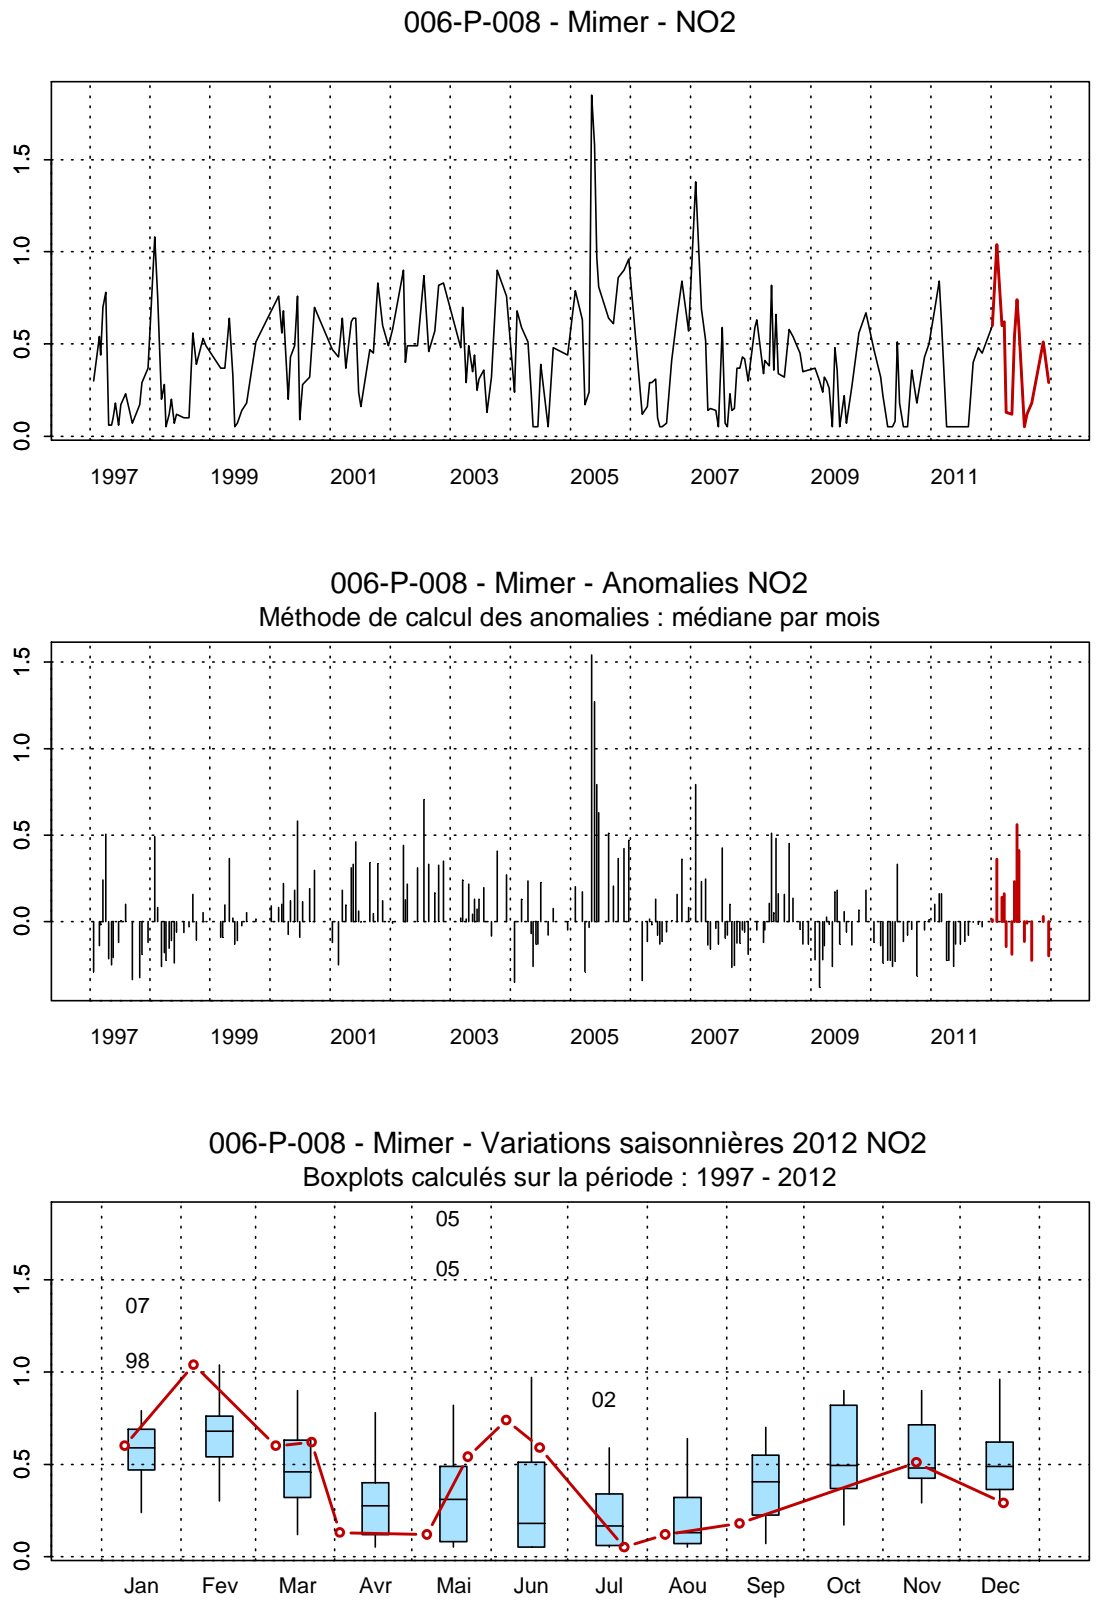 006-P-008 - Mimer - NO2
1.5
1.0
0.5
0.0
1997 1999 2001 2003 2005 2007 2009 2011
006-P-008 - Mimer - Anomalies NO2
Méthode de calcul des anomalies : médiane par mois
1.5
1.0
0.5
0.0
1997 1999 2001 2003 2005 2007 2009 2011
006-P-008 - Mimer - Variations saisonnières 2012 NO2
Boxplots calculés sur la période : 1997 - 2012
05
05
1.5
07
98
1.0
02
0.5
0.0
Jan Fev Mar Avr Mai Jun Jul Aou Sep Oct Nov Dec